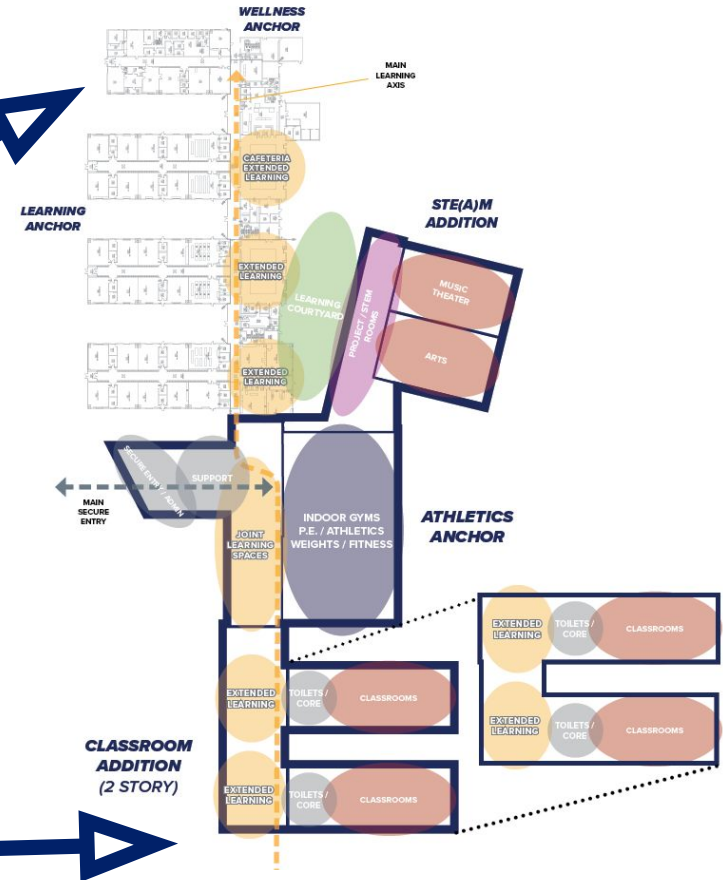 WELLNESS
ANCHOR
MAIN
LEARNING
AXIS
CAFETERIA
EXTENDED
LEARNING
LEARNING
ANCHOR
STE(A)M
ADDITION
EXTENDED
LEARNING
LEARNING
COURTYARD
PROJECT / STEM
ROOMS
MUSIC
THEATER
ARTS
EXTENDED
LEARNING
SECURE ENTRY / ADMIN
SUPPORT
MAIN
SECURE
ENTRY
JOINT
LEARNING
SPACES
INDOOR GYMS
P.E. / ATHLETICS
WEIGHTS / FITNESS
ATHLETICS
ANCHOR
EXTENDED
LEARNING
TOILETS /
CORE
CLASSROOMS
EXTENDED
LEARNING
TOILETS /
CORE
CLASSROOMS
EXTENDED
LEARNING
TOILETS /
CORE
CLASSROOMS
CLASSROOM
ADDITION
(2 STORY)
EXTENDED
LEARNING
TOILETS /
CORE
CLASSROOMS